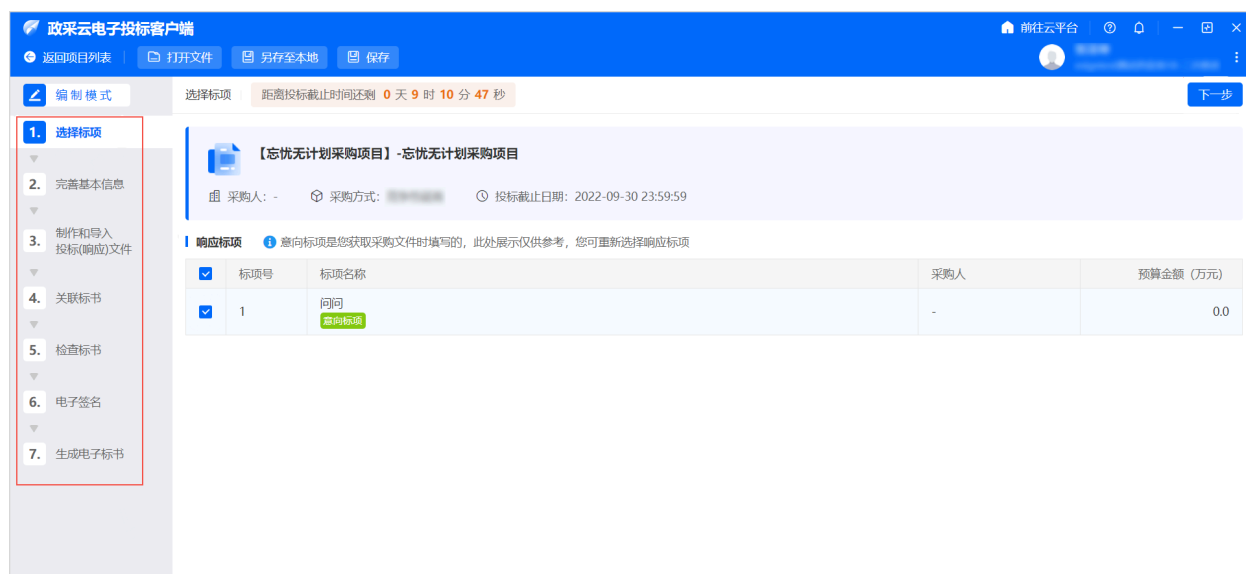 政采云电子投标客户端
前往云平台
返回项目列表
打开文件
另存至本地
保存
编制模式
选择标项
距离投标截止时间还剩 0 天 9 时 10 分 47 秒
下一步
1. 选择标项
2. 完善基本信息
3. 制作和导入
投标(响应)文件
4. 关联标书
5. 检查标书
6. 电子签名
7. 生成电子标书
【忘忧无计划采购项目】-忘忧无计划采购项目
采购人： -
采购方式：
投标截止日期： 2022-09-30 23:59:59
响应标项
意向标项是您获取采购文件时填写的，此处展示仅供参考，您可重新选择响应标项
标项号 标项名称 采购人 预算金额（万元）
1 问问 - 0.0
意向标项